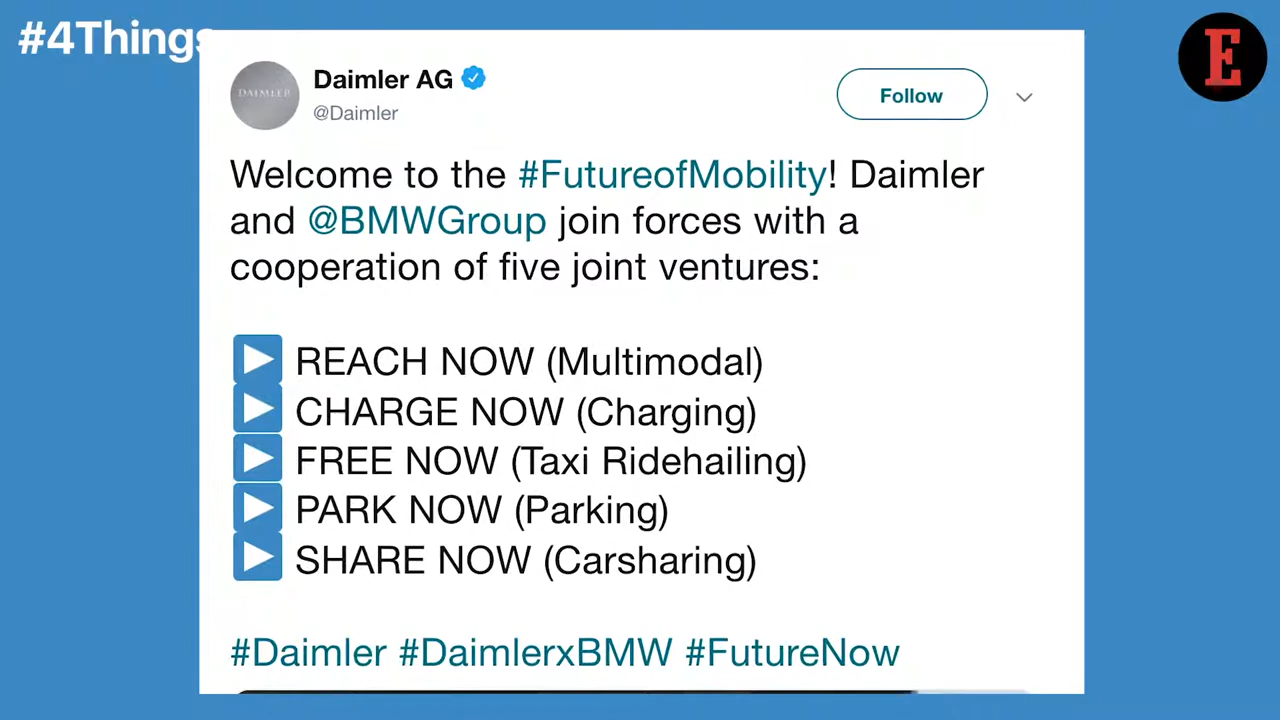 #4Things
E
DAIMLER
Daimler AG
@Daimler
Follow
Welcome to the #FutureofMobility! Daimler
and @BMWGroup join forces with a
cooperation of five joint ventures:
REACH NOW (Multimodal)
CHARGE NOW (Charging)
FREE NOW (Taxi Ridehailing)
PARK NOW (Parking)
SHARE NOW (Carsharing)
#Daimler #DaimlerxBMW #FutureNow